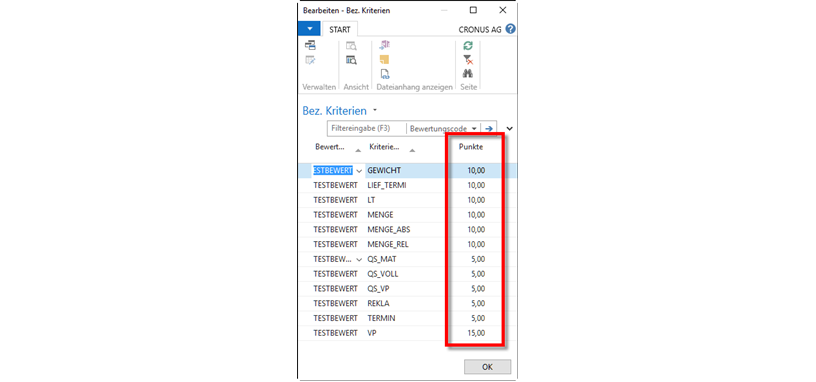 Bearbeiten - Bez. Kriterien
START CRONUS AG
Verwalten Ansicht Dateianhang anzeigen Seite
Bez. Kriterien
Filtereingabe (F3) Bewertungscode
Bewert... Kriterie... Punkte
ESTBEWERT GEWICHT 10,00
TESTBEWERT LIEF_TERMI 10,00
TESTBEWERT LT 10,00
TESTBEWERT MENGE 10,00
TESTBEWERT MENGE_ABS 10,00
TESTBEWERT MENGE_REL 10,00
TESTBEW... QS_MAT 5,00
TESTBEWERT QS_VOLL 5,00
TESTBEWERT QS_VP 5,00
TESTBEWERT REKLA 5,00
TESTBEWERT TERMIN 5,00
TESTBEWERT VP 15,00
OK